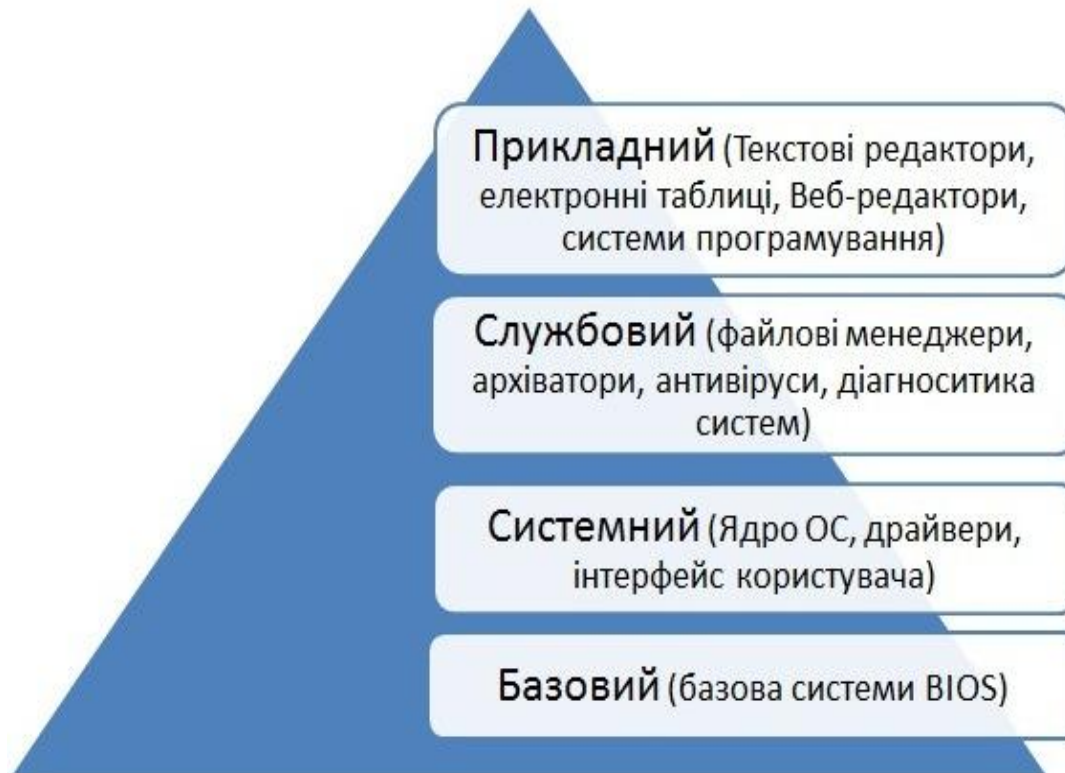 Прикладний (Текстові редактори,
електронні таблиці, Веб-редактори,
системи програмування)
Службовий (файлові менеджери,
архіватори, антивіруси, діагноситика
систем)
Системний (Ядро ОС, драйвери,
інтерфейс користувача)
Базовий (базова системи BIOS)